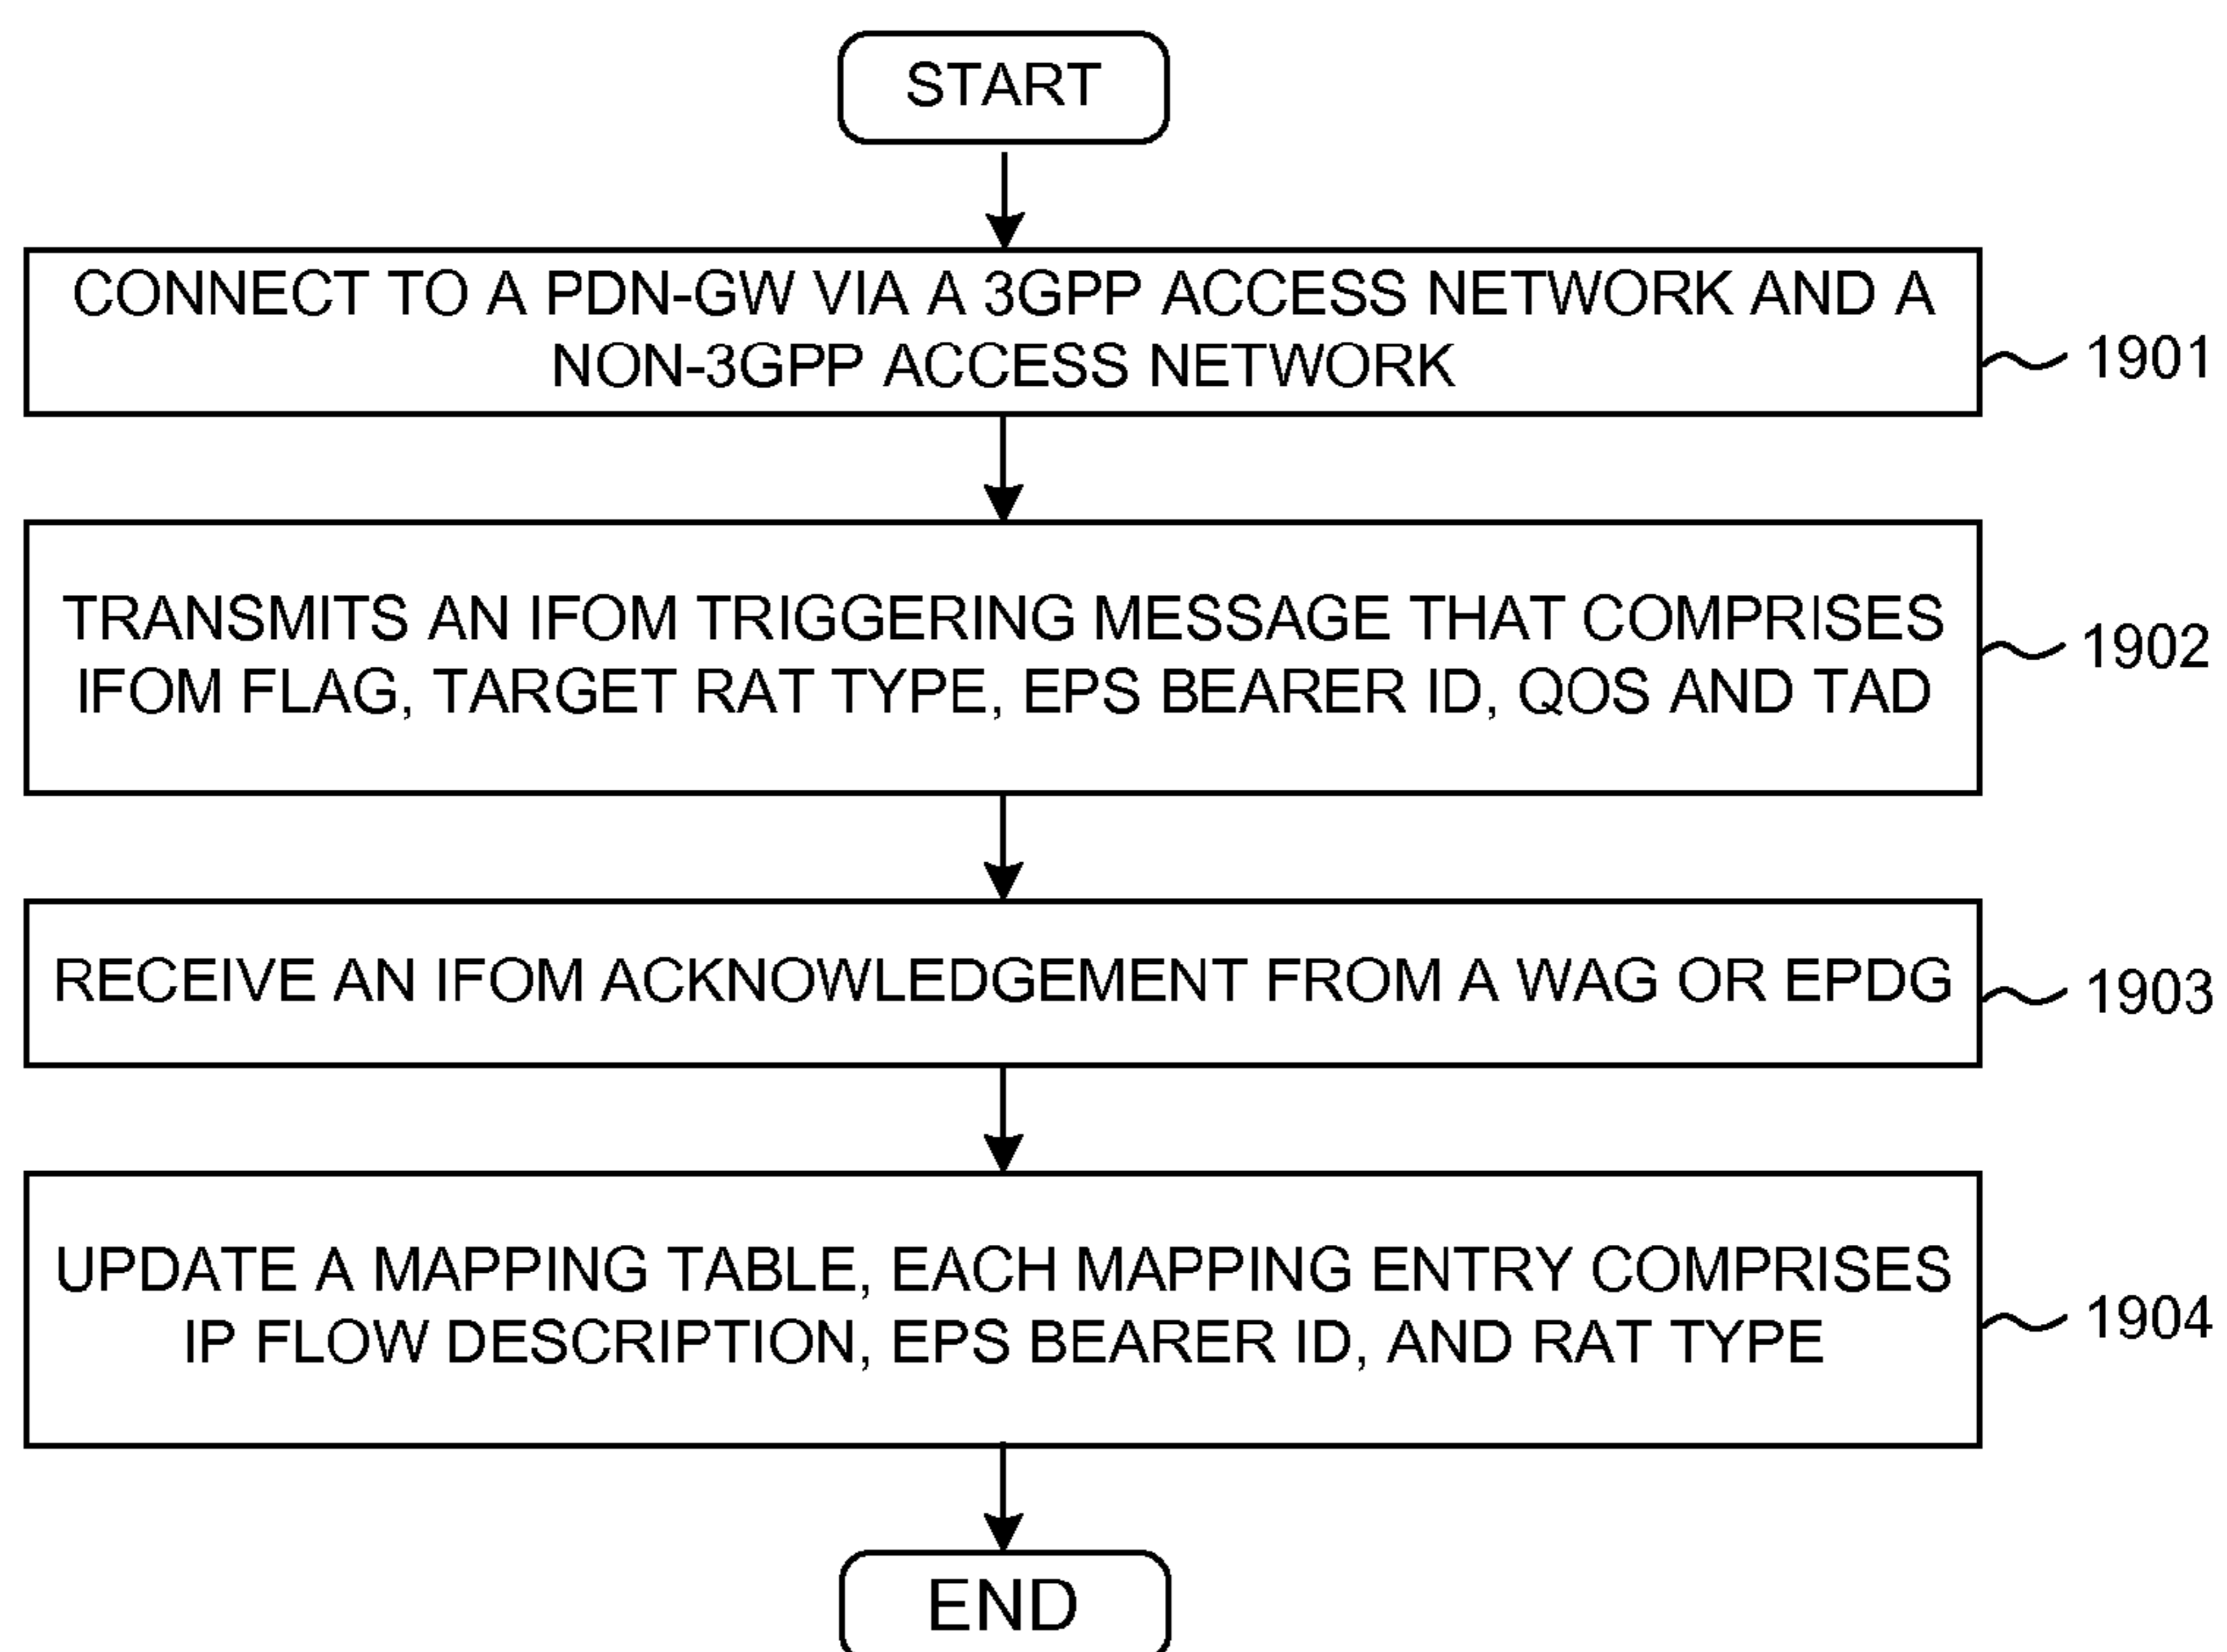 START
CONNECT TO A PDN-GW VIA A 3GPP ACCESS NETWORK AND A
NON-3GPP ACCESS NETWORK
1901
TRANSMITS AN IFOM TRIGGERING MESSAGE THAT COMPRISES
IFOM FLAG, TARGET RAT TYPE, EPS BEARER ID, QOS AND TAD
1902
RECEIVE AN IFOM ACKNOWLEDGEMENT FROM A WAG OR EPDG
1903
UPDATE A MAPPING TABLE, EACH MAPPING ENTRY COMPRISES
IP FLOW DESCRIPTION, EPS BEARER ID, AND RAT TYPE
1904
END